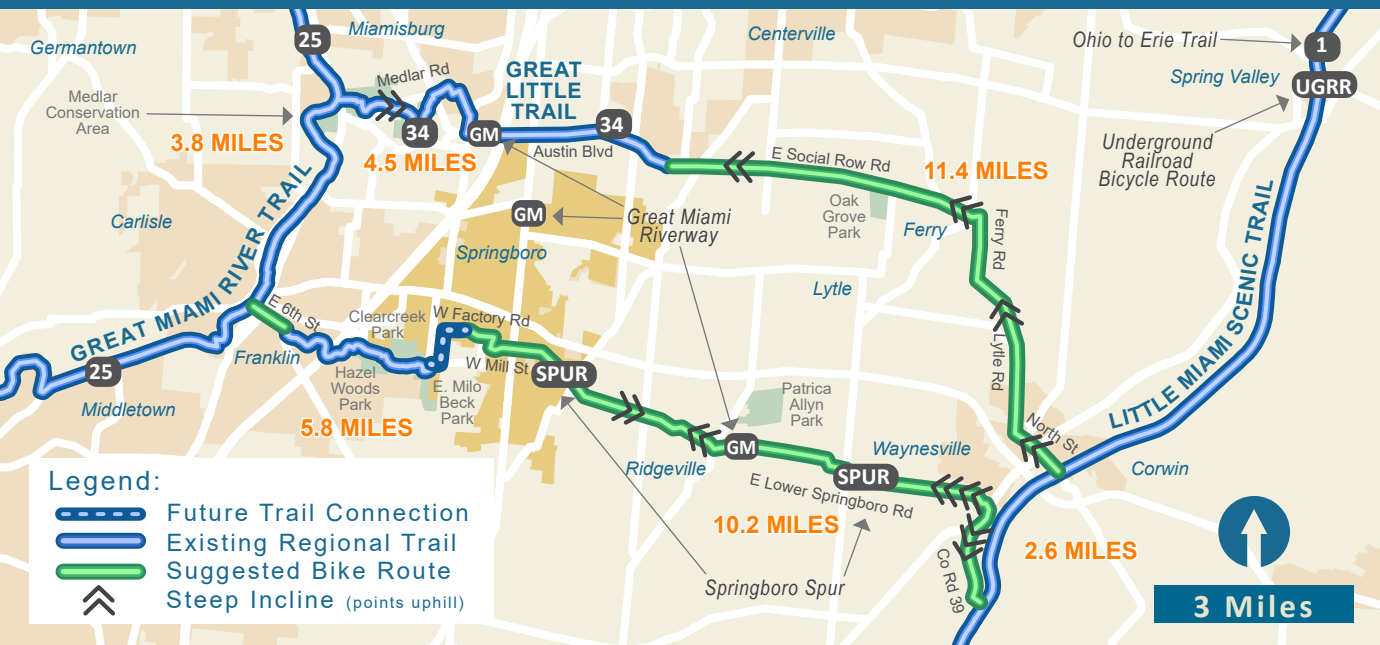 25
Miamisburg
Germantown
Centerville
Ohio to Erie Trail
1
Spring Valley
UGRR
Medlar Rd
GREAT
LITTLE
TRAIL
Medlar
Conservation
Area
3.8 MILES
34
4.5 MILES
GM
34
Austin Blvd
Underground
Railroad
Bicycle Route
E Social Row Rd
11.4 MILES
Oak
Grove
Park
Ferry
Ferry Rd
Carlisle
GM
Great Miami
Riverway
Springboro
GREAT MIAMI RIVER TRAIL
LITTLE MIAMI SCENIC TRAIL
Lytle
Lytle Rd
E 6th St
Clearcreek
Park
W Factory Rd
Franklin
25
Hazel
Woods
Park
W Mill St
SPUR
E. Milo
Beck
Park
Middletown
5.8 MILES
Patrica
Allyn
Park
North St
GM
Ridgeville
Waynesville
Corwin
SPUR
E Lower Springboro Rd
10.2 MILES
2.6 MILES
Co Rd 39
Springboro Spur
Legend:
Future Trail Connection
Existing Regional Trail
Suggested Bike Route
Steep Incline (points uphill)
3 Miles